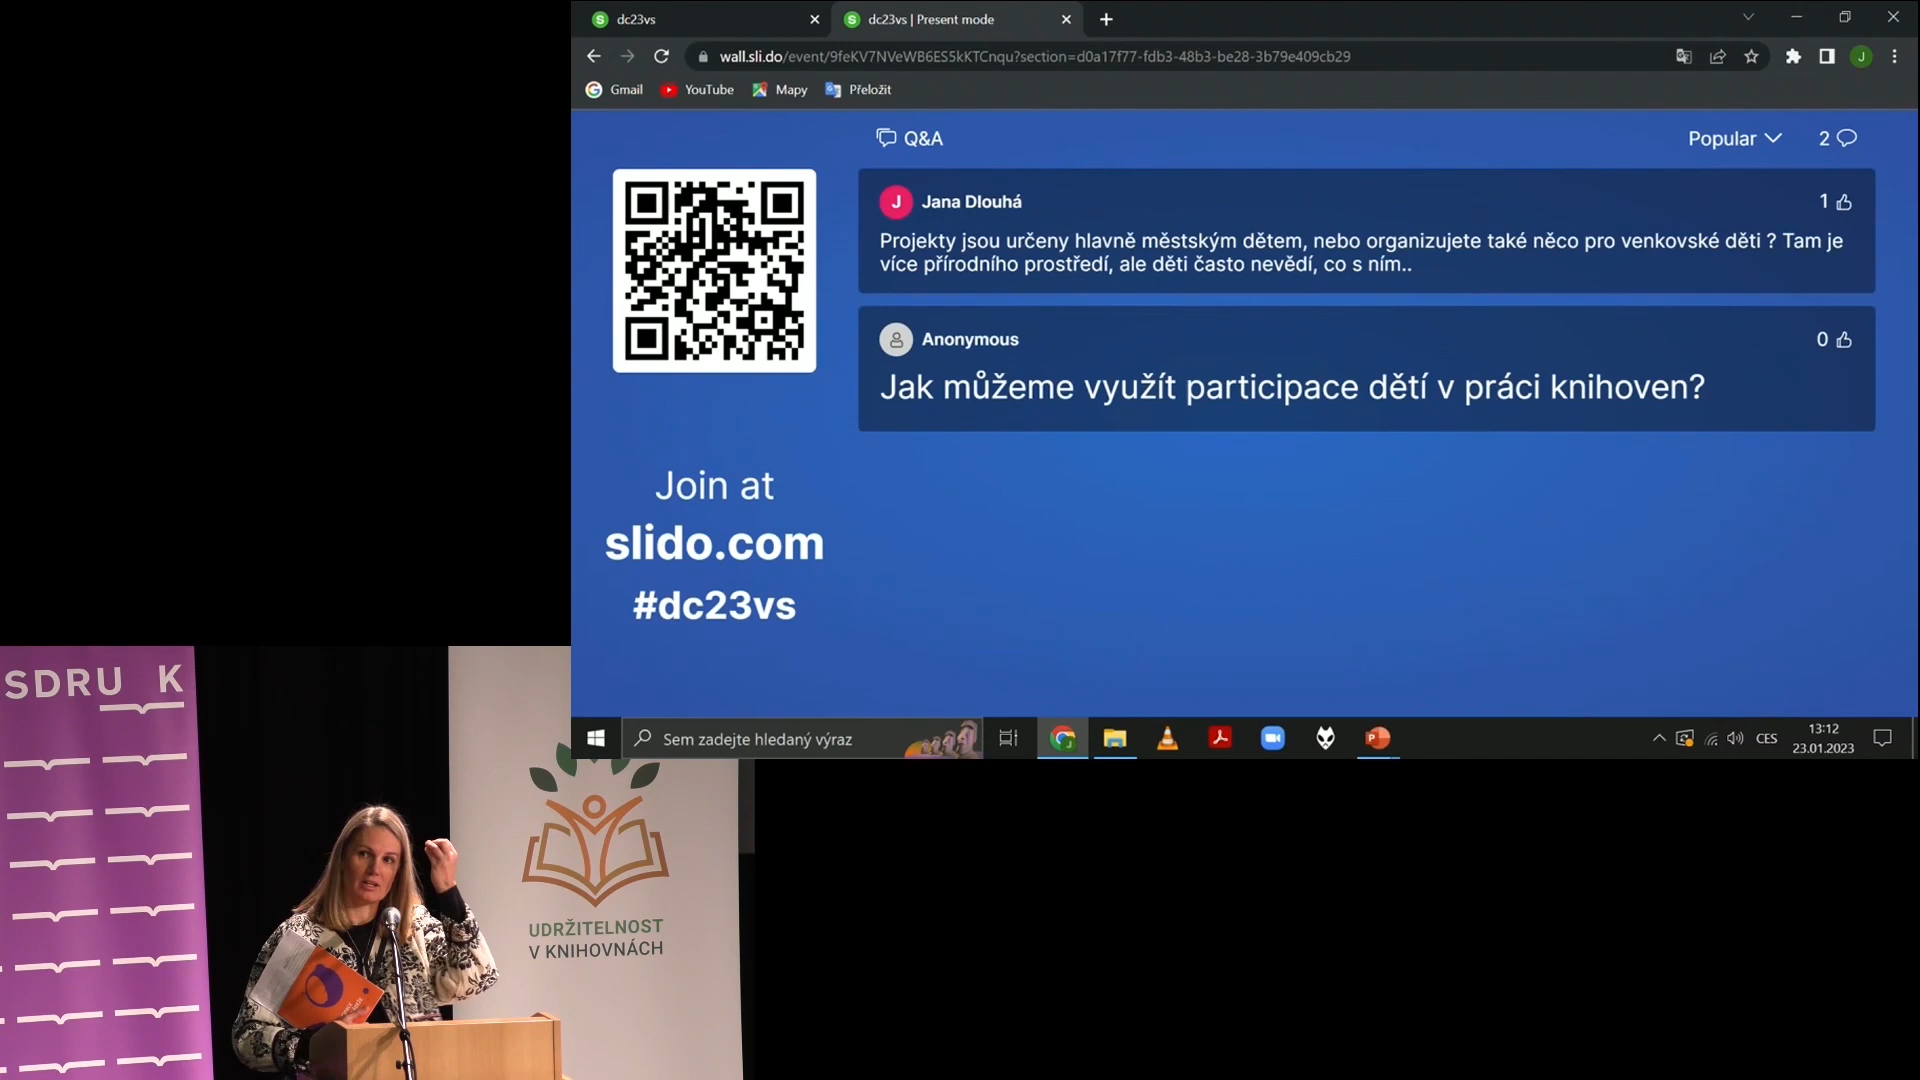 dc23vs
dc23vs | Present mode
wall.sli.do/event/9feKV7NVeWB6ES5kKTCnqu?section=d0a17f77-fdb3-48b3-be28-3b79e409cb29
J
Gmail
YouTube
Mapy
Přeložit
Q&A
Popular
2
J
Jana Dlouhá
1
Projekty jsou určeny hlavně městským dětem, nebo organizujete také něco pro venkovské děti ? Tam je
více přírodního prostředí, ale děti často nevědí, co s ním..
Anonymous
0
Jak můžeme využít participace dětí v práci knihoven?
Join at
slido.com
#dc23vs
Sem zadejte hledaný výraz
CES
13:12
23.01.2023
SDRU K
UDRŽITELNOST
V KNIHOVNÁCH